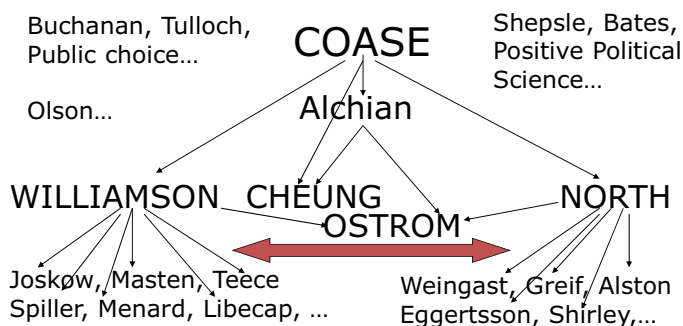 Buchanan, Tulloch,
Public choice…
Olson…
COASE
Shepsle, Bates,
Positive Political
Science…
Alchian
WILLIAMSON
CHEUNG
NORTH
OSTROM
Joskow, Masten, Teece
Spiller, Menard, Libecap, …
Weingast, Greif, Alston
Eggertsson, Shirley,…